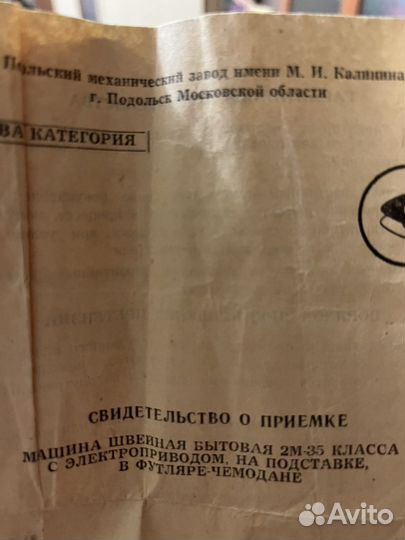 Польский механический завод имени М. И. Калинина
г. Подольск Московской области
ВА КАТЕГОРИЯ
СВИДЕТЕЛЬСТВО О ПРИЕМКЕ
МАШИНА ШВЕЙНАЯ БЫТОВАЯ 2М-35 КЛАССА
С ЭЛЕКТРОПРИВОДОМ, НА ПОДСТАВКЕ,
В ФУТЛЯРЕ-ЧЕМОДАНЕ
Avito